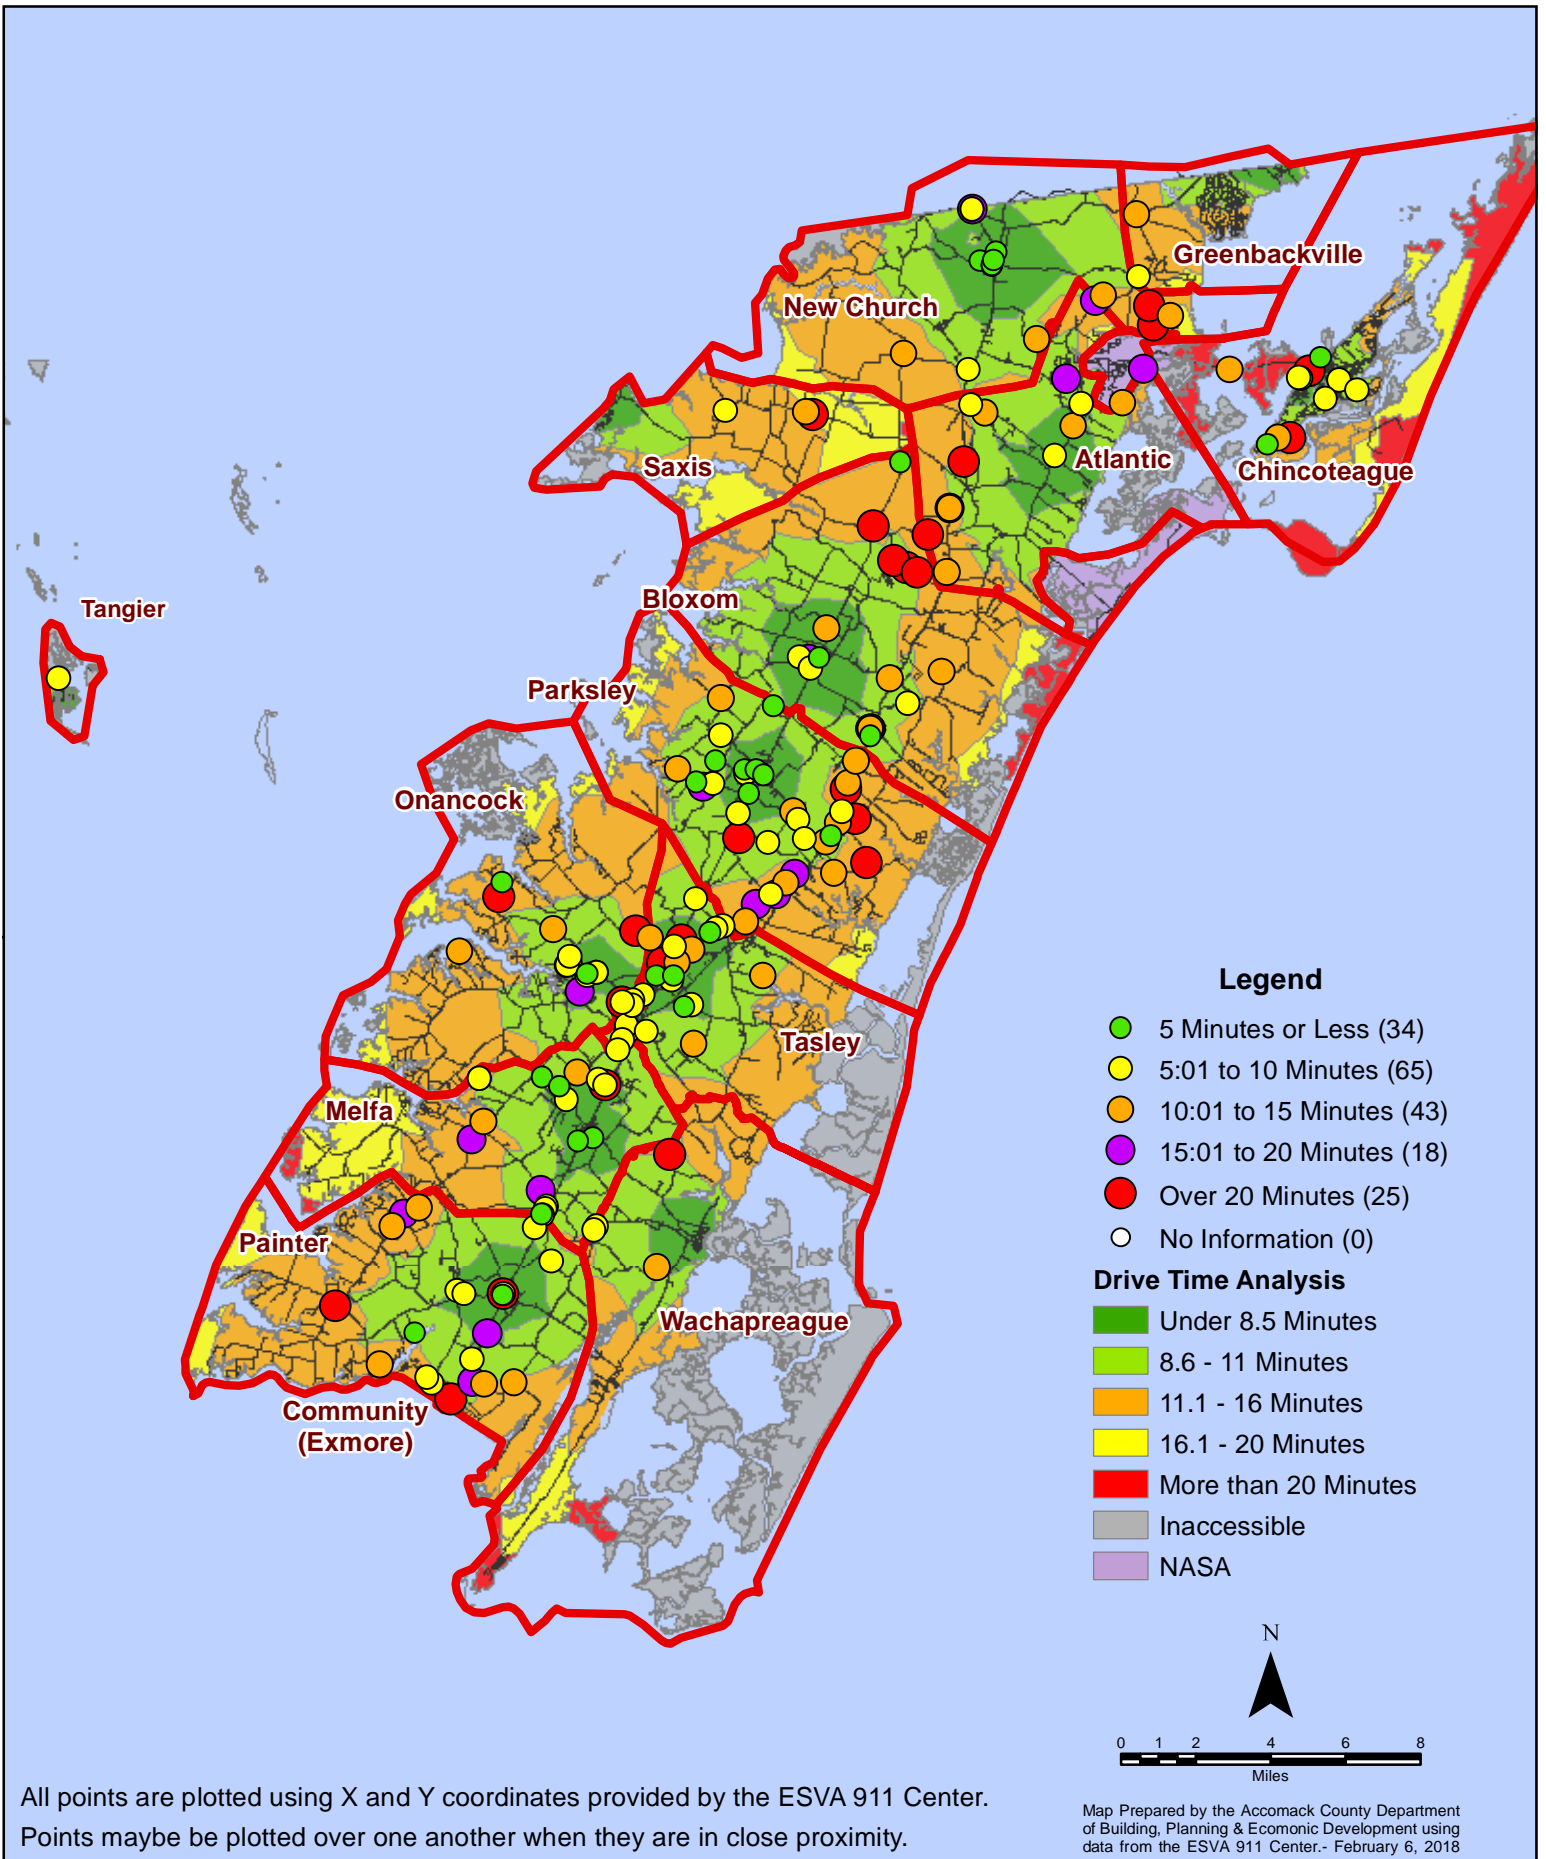 Greenbackville
New Church
Saxis
Atlantic
Chincoteague
Bloxom
Tangier
Parksley
Onancock
Tasley
Melfa
Painter
Wachapreague
Community
(Exmore)
Legend
5 Minutes or Less (34)
5:01 to 10 Minutes (65)
10:01 to 15 Minutes (43)
15:01 to 20 Minutes (18)
Over 20 Minutes (25)
No Information (0)
Drive Time Analysis
Under 8.5 Minutes
8.6 - 11 Minutes
11.1 - 16 Minutes
16.1 - 20 Minutes
More than 20 Minutes
Inaccessible
NASA
N
0 1 2 4 6 8
Miles
All points are plotted using X and Y coordinates provided by the ESVA 911 Center.
Points maybe be plotted over one another when they are in close proximity.
Map Prepared by the Accomack County Department
of Building, Planning & Ecomonic Development using
data from the ESVA 911 Center.- February 6, 2018